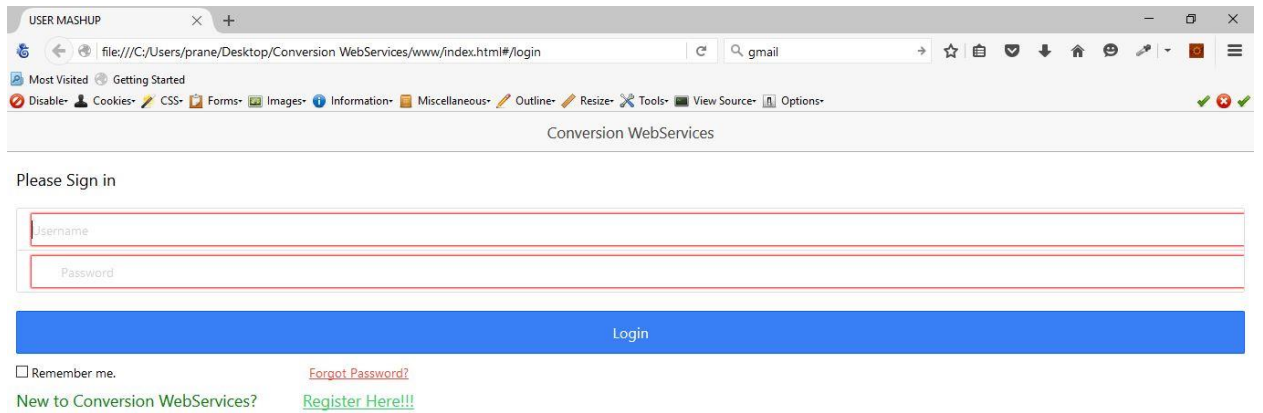 USER MASHUP
file:///C:/Users/prane/Desktop/Conversion WebServices/www/index.html#/login
gmail
Most Visited Getting Started
Disable Cookies CSS Forms Images Information Miscellaneous Outline Resize Tools View Source Options
Conversion WebServices
Please Sign in
Username
Password
Login
Remember me. Forgot Password?
New to Conversion WebServices? Register Here!!!